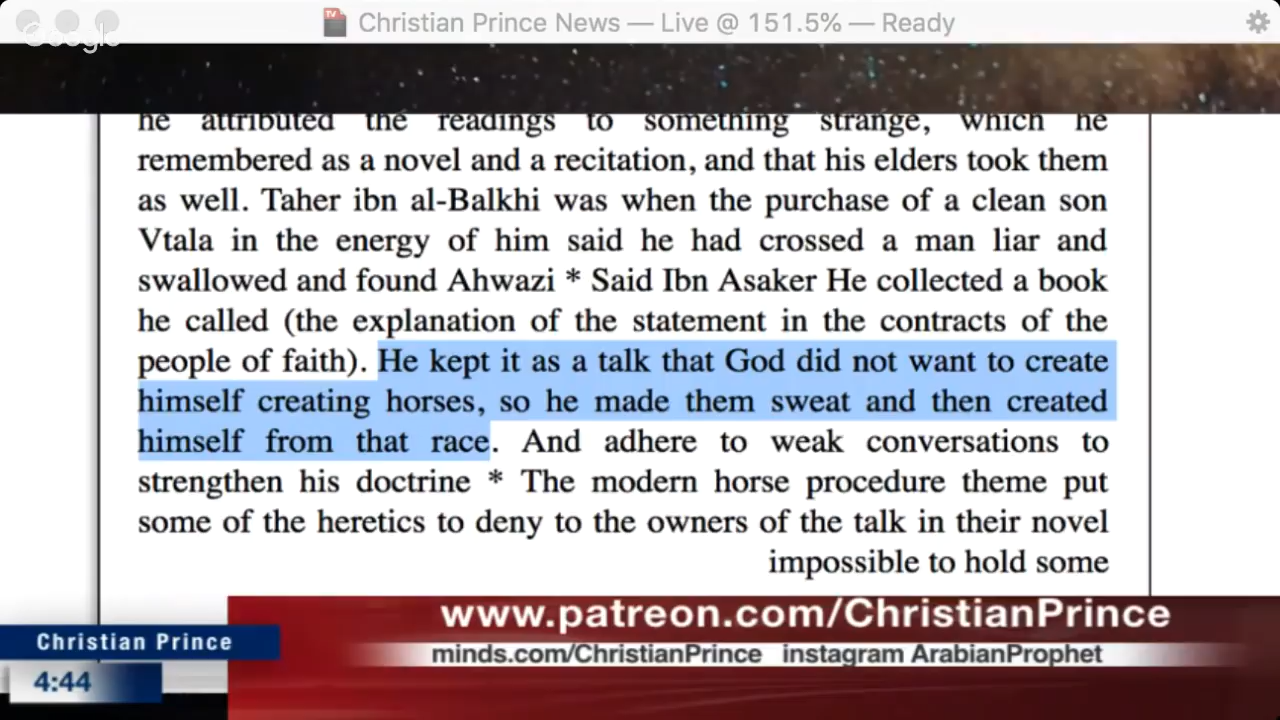 Christian Prince News — Live @ 151.5% — Ready
Google
he attributed the readings to something strange, which he
remembered as a novel and a recitation, and that his elders took them
as well. Taher ibn al-Balkhi was when the purchase of a clean son
Vtala in the energy of him said he had crossed a man liar and
swallowed and found Ahwazi * Said Ibn Asaker He collected a book
he called (the explanation of the statement in the contracts of the
people of faith). He kept it as a talk that God did not want to create
himself creating horses, so he made them sweat and then created
himself from that race. And adhere to weak conversations to
strengthen his doctrine * The modern horse procedure theme put
some of the heretics to deny to the owners of the talk in their novel
impossible to hold some
www.patreon.com/ChristianPrince
Christian Prince
minds.com/ChristianPrince instagram ArabianProphet
4:44